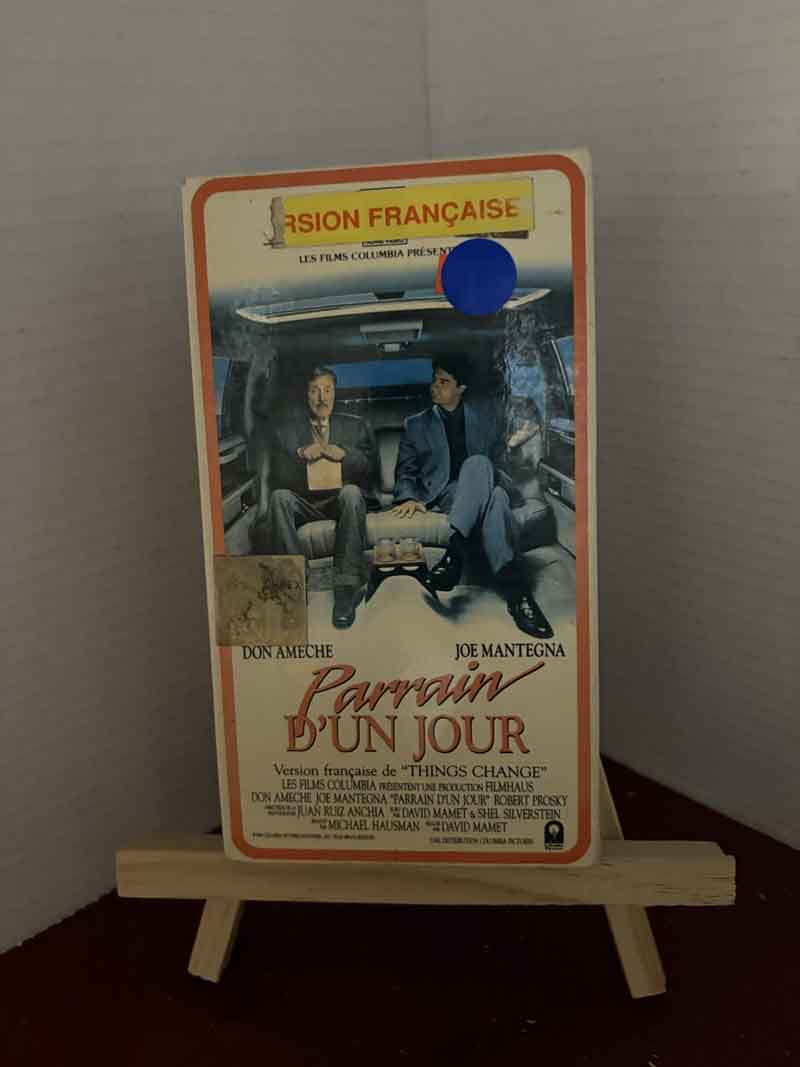 RSION FRANÇAISE
HOME VIDEO
LES FILMS COLUMBIA PRÉSENT
DON AMECHE JOE MANTEGNA
Parrain
D'UN JOUR
Version française de "THINGS CHANGE"
LES FILMS COLUMBIA PRÉSENTENT UNE PRODUCTION FILMHAUS
DON AMECHE JOE MANTEGNA "PARRAIN D'UN JOUR" ROBERT PROSKY
JUAN RUIZ ANCHIA DAVID MAMET & SHEL SILVERSTEIN
MICHAEL HAUSMAN DAVID MAMET
UNE DISTRIBUTION COLUMBIA PICTURES